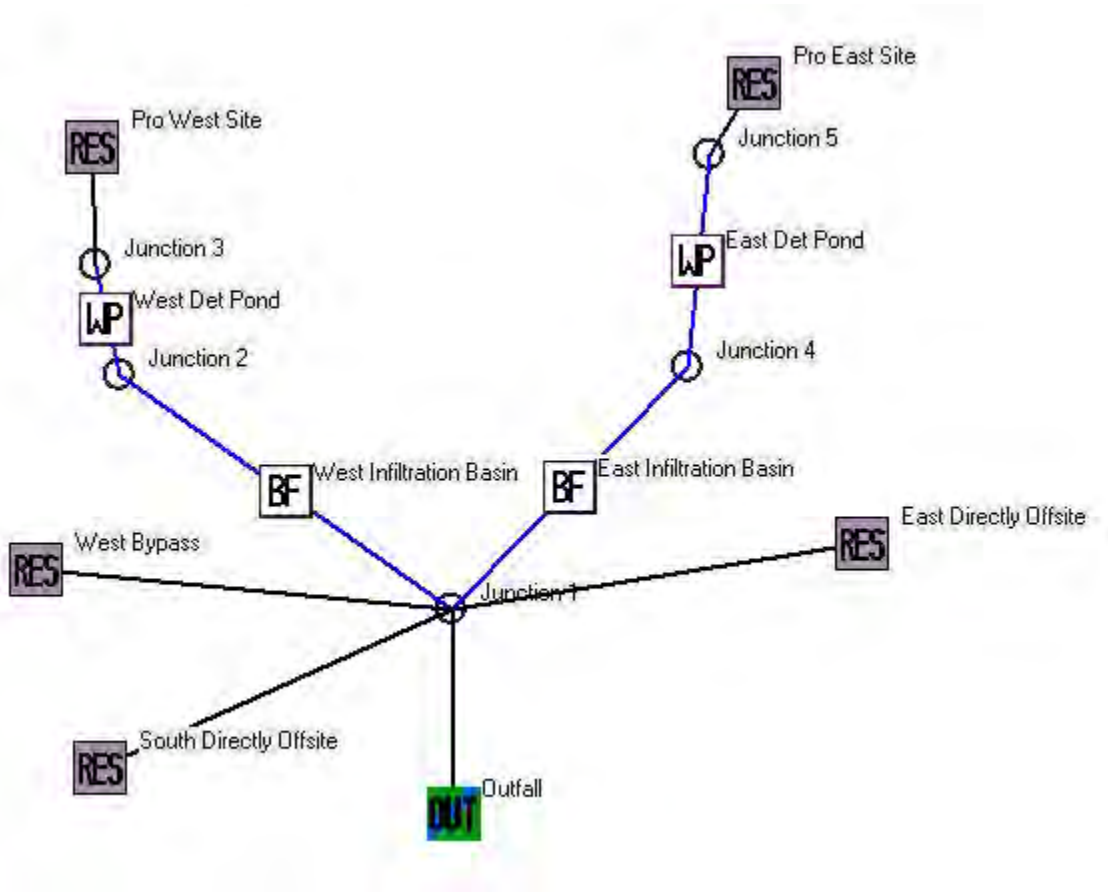 Pro East Site
RES
Pro West Site
RES
Junction 5
East Det Pond
WP
Junction 3
West Det Pond
WP
Junction 2
Junction 4
West Infiltration Basin
BF
East Infiltration Basin
BF
East Directly Offsite
RES
West Bypass
RES
Junction 1
South Directly Offsite
RES
Outfall
OUT